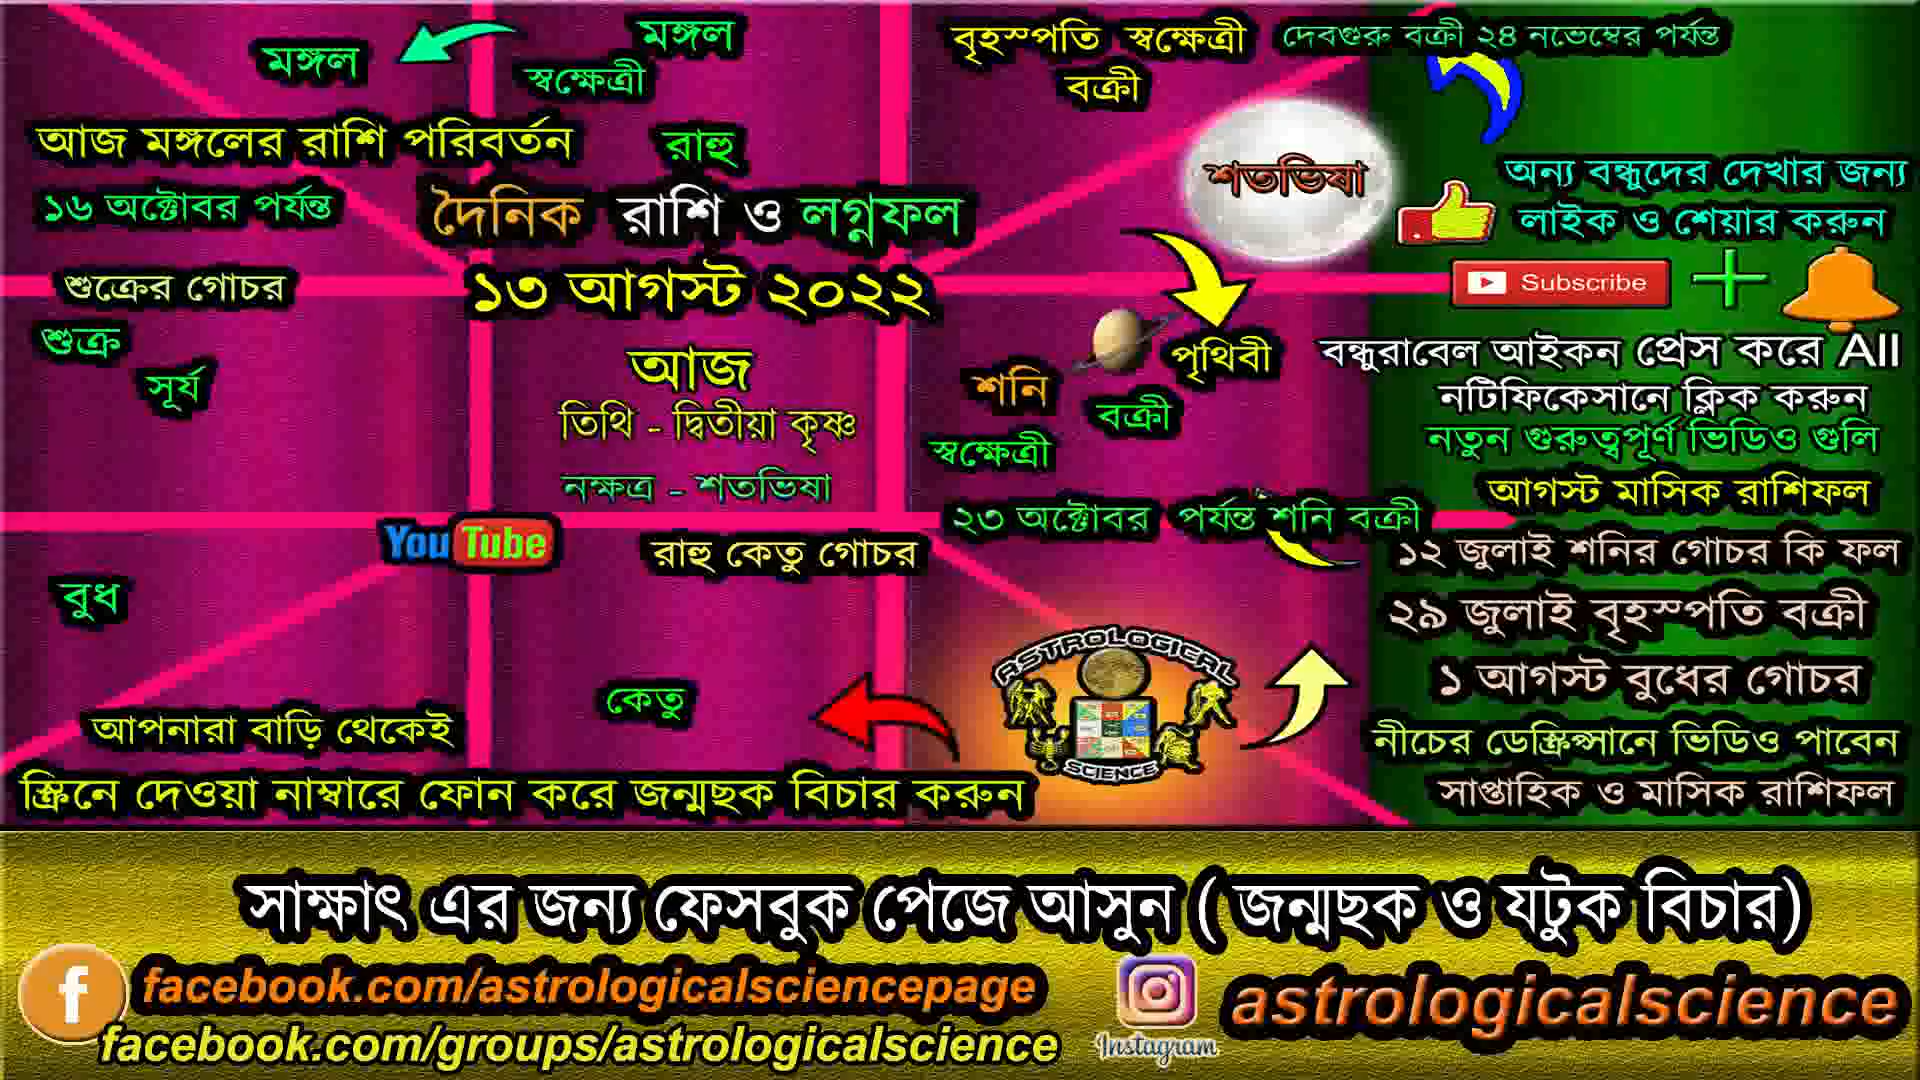 মঙ্গল
মঙ্গল
স্বক্ষেত্রী
বৃহস্পতি স্বক্ষেত্রী
বক্রী
দেবগুরু বক্রী ২৪ নভেম্বের পর্যন্ত
আজ মঙ্গলের রাশি পরিবর্তন
১৬ অক্টোবর পর্যন্ত
রাহু
শতভিষা
অন্য বন্ধুদের দেখার জন্য
লাইক ও শেয়ার করুন
দৈনিক রাশি ও লগ্নফল
১৩ আগস্ট ২০২২
Subscribe
শুক্রের গোচর
শুক্র
সূর্য
আজ
তিথি - দ্বিতীয়া কৃষ্ণ
নক্ষত্র - শতভিষা
পৃথিবী
শনি
বক্রী
স্বক্ষেত্রী
২৩ অক্টোবর পর্যন্ত শনি বক্রী
বন্ধুরাবেল আইকন প্রেস করে All
নটিফিকেসানে ক্লিক করুন
নতুন গুরুত্বপূর্ণ ভিডিও গুলি
আগস্ট মাসিক রাশিফল
১২ জুলাই শনির গোচর কি ফল
২৯ জুলাই বৃহস্পতি বক্রী
১ আগস্ট বুধের গোচর
নীচের ডেস্ক্রিপ্সানে ভিডিও পাবেন
সাপ্তাহিক ও মাসিক রাশিফল
YouTube
রাহু কেতু গোচর
বুধ
কেতু
ASTROLOGICAL
SCIENCE
আপনারা বাড়ি থেকেই
স্ক্রিনে দেওয়া নাম্বারে ফোন করে জন্মছক বিচার করুন
সাক্ষাৎ এর জন্য ফেসবুক পেজে আসুন ( জন্মছক ও যটুক বিচার)
facebook.com/astrologicalsciencepage
facebook.com/groups/astrologicalscience
Instagram
astrologicalscience